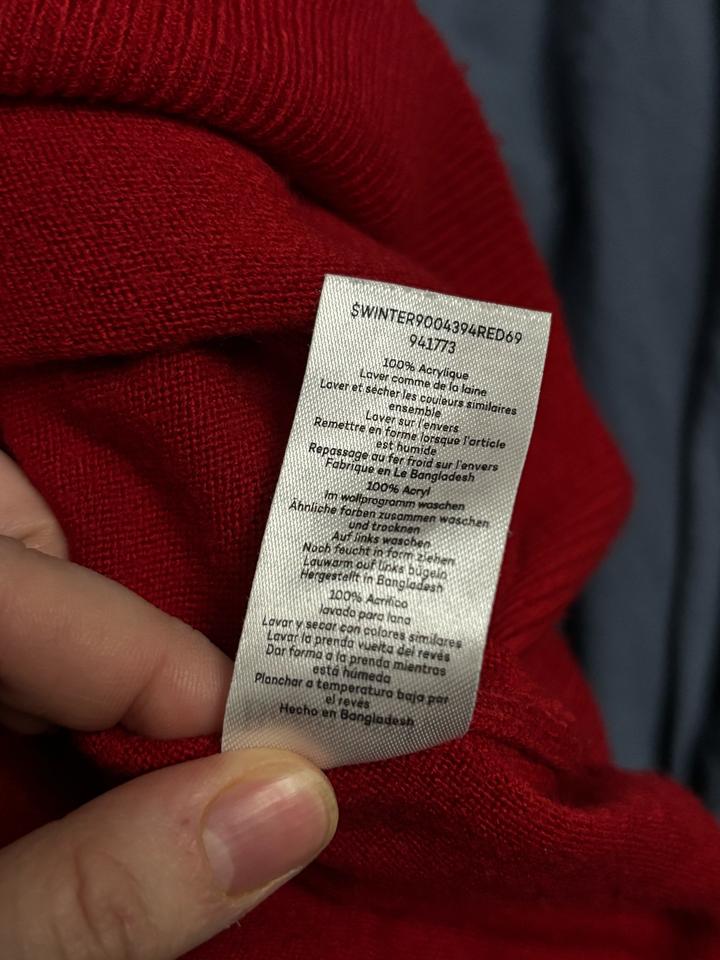 $WINTER9004394RED69
941773
100% Acrylique
Laver comme de la laine
Laver et sécher les couleurs similaires
ensemble
Laver sur l'envers
Remettre en forme lorsque l'article
est humide
Repassage au fer froid sur l'envers
Fabrique en Le Bangladesh
100% Acryl
Im wollprogramm waschen
Ähnliche farben zusammen waschen
und trocknen
Auf links waschen
Noch feucht in form ziehen
Lauwarm auf links bügeln
Hergestellt in Bangladesh
100% Acrílico
lavado para lana
Lavar y secar con colores similares
Lavar la prenda vuelta del revés
Dar forma a la prenda mientras
está húmeda
Planchar a temperatura baja por
el revés
Hecho en Bangladesh